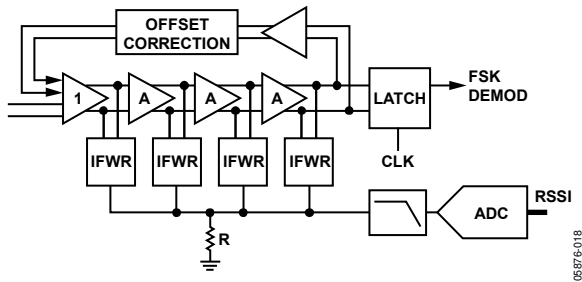 OFFSET
CORRECTION
1
A
A
A
LATCH
FSK
DEMOD
IFWR
IFWR
IFWR
IFWR
CLK
R
ADC
RSSI
05876-018